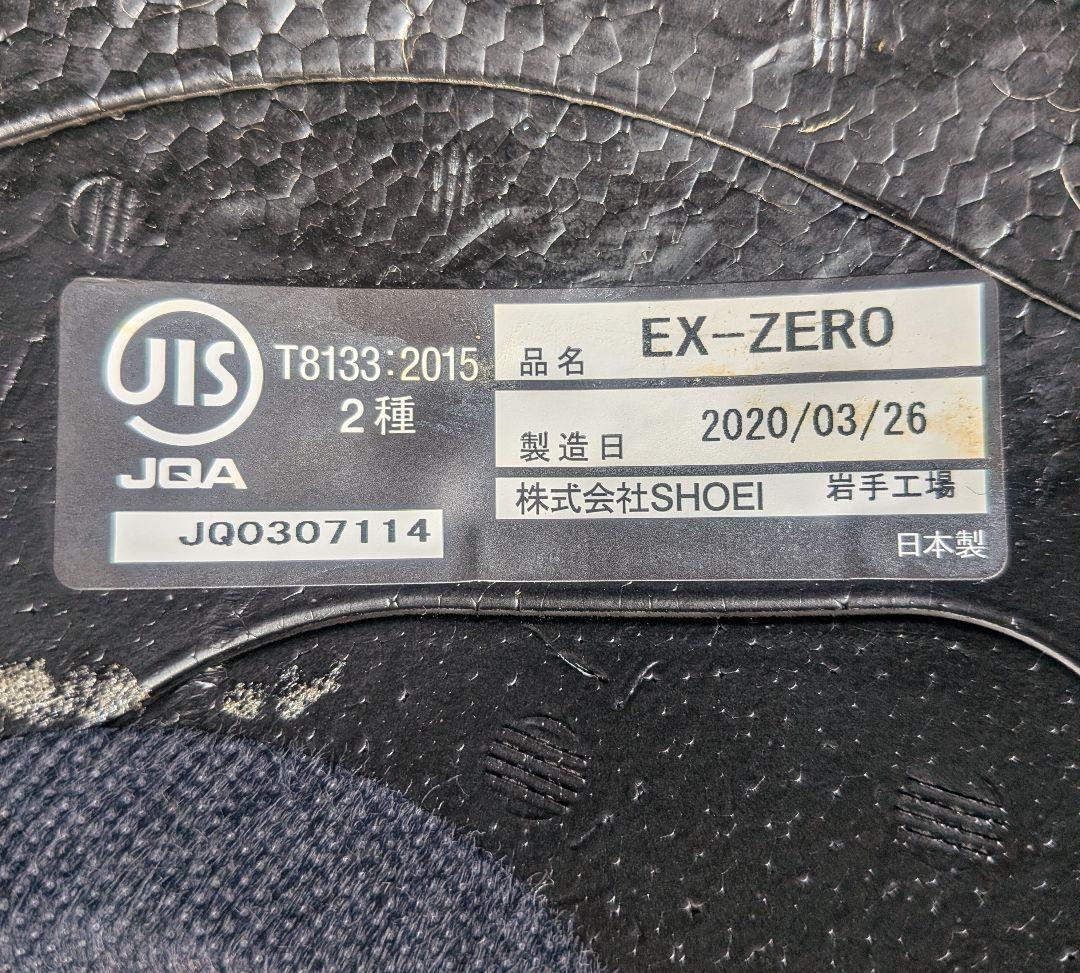 JIS
T8133:2015
2種
JQA
JQ0307114
品名 EX-ZERO
製造日 2020/03/26
株式会社SHOEI 岩手工場
日本製